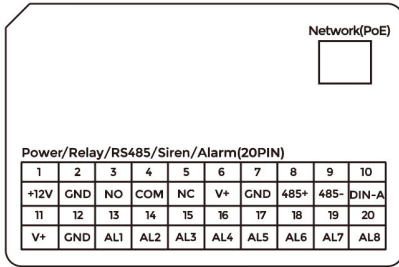 Network(PoE)
Power/Relay/RS485/Siren/Alarm(20PIN)
1 2 3 4 5 6 7 8 9 10
+12V GND NO COM NC V+ GND 485+ 485- DIN-A
11 12 13 14 15 16 17 18 19 20
V+ GND AL1 AL2 AL3 AL4 AL5 AL6 AL7 AL8